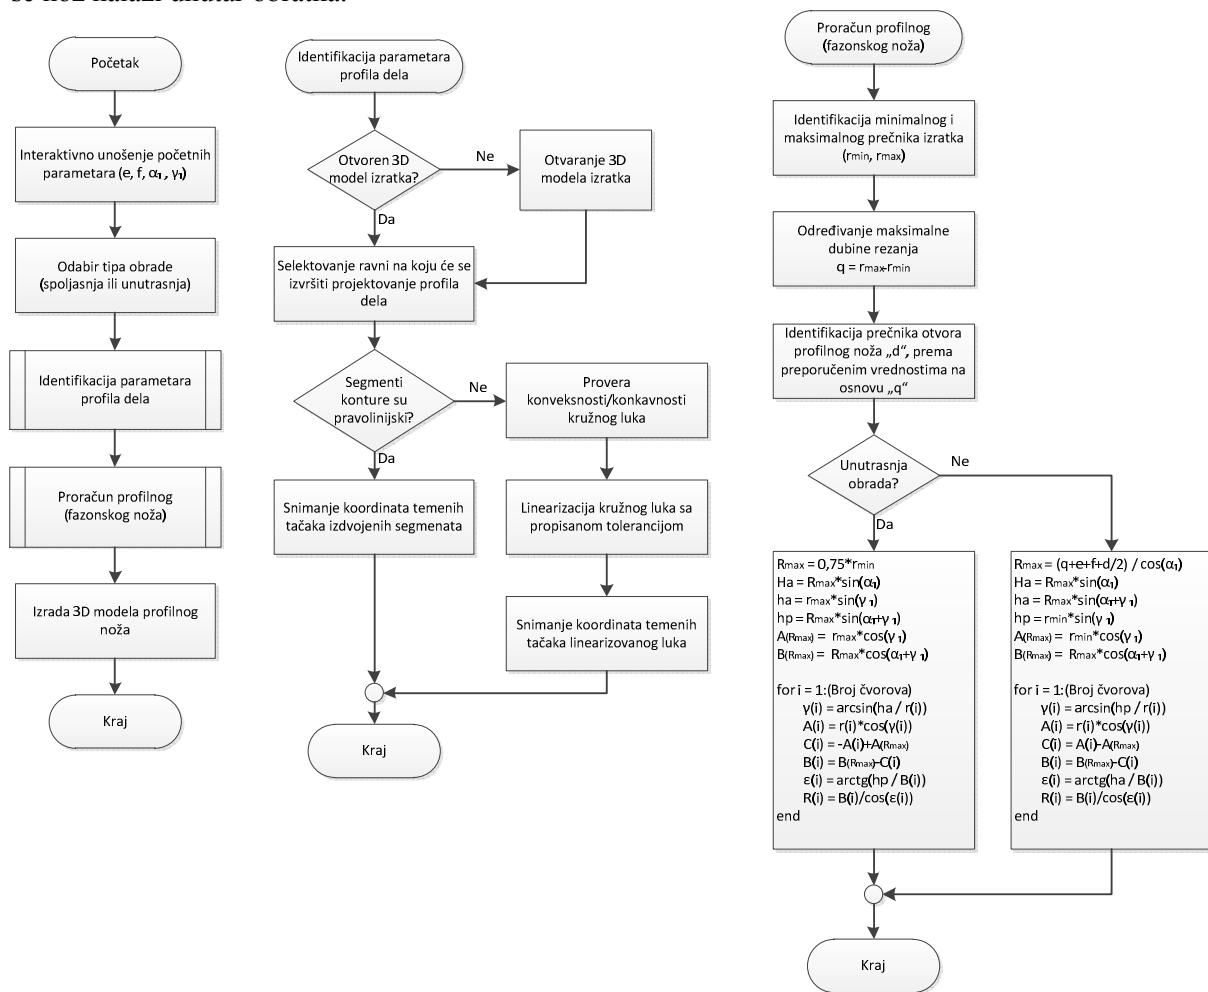 se nož nalazi unutar obratka.
Početak
Interaktivno unošenje početnih
parametara (e, f, α₁, γ₁)
Odabir tipa obrade
(spoljasnja ili unutrasnja)
Identifikacija parametara
profila dela
Proračun profilnog
(fazonskog noža)
Izrada 3D modela profilnog
noža
Kraj
Identifikacija parametara
profila dela
Otvoren 3D
model izratka?
Ne
Otvaranje 3D
modela izratka
Da
Selektovanje ravni na koju će se
izvršiti projektovanje profila
dela
Segmenti
konture su
pravolinijski?
Ne
Provera
konveksnosti/konkavnosti
kružnog luka
Da
Snimanje koordinata temenih
tačaka izdvojenih segmenata
Linearizacija kružnog luka sa
propisanom tolerancijom
Snimanje koordinata temenih
tačaka linearizovanog luka
Kraj
Proračun profilnog
(fazonskog noža)
Identifikacija minimalnog i
maksimalnog prečnika izratka
(rmin, rmax)
Određivanje maksimalne
dubine rezanja
q = rmax-rmin
Identifikacija prečnika otvora
profilnog noža „d“, prema
preporučenim vrednostima na
osnovu „q“
Unutrasnja
obrada?
Ne
Da
Rmax = 0,75*rmin
Ha = Rmax*sin(α₁)
ha = rmax*sin(γ₁)
hp = Rmax*sin(α₁+γ₁)
A(Rmax) = rmax*cos(γ₁)
B(Rmax) = Rmax*cos(α₁+γ₁)
for i = 1:(Broj čvorova)
γ(i) = arcsin(ha / r(i))
A(i) = r(i)*cos(γ(i))
C(i) = -A(i)+A(Rmax)
B(i) = B(Rmax)-C(i)
ε(i) = arctg(hp / B(i))
R(i) = B(i)/cos(ε(i))
end
Rmax = (q+e+f+d/2) / cos(α₁)
Ha = Rmax*sin(α₁)
ha = Rmax*sin(α₁+γ₁)
hp = rmin*sin(γ₁)
A(Rmax) = rmin*cos(γ₁)
B(Rmax) = Rmax*cos(α₁+γ₁)
for i = 1:(Broj čvorova)
γ(i) = arcsin(hp / r(i))
A(i) = r(i)*cos(γ(i))
C(i) = A(i)-A(Rmax)
B(i) = B(Rmax)-C(i)
ε(i) = arctg(ha / B(i))
R(i) = B(i)/cos(ε(i))
end
Kraj